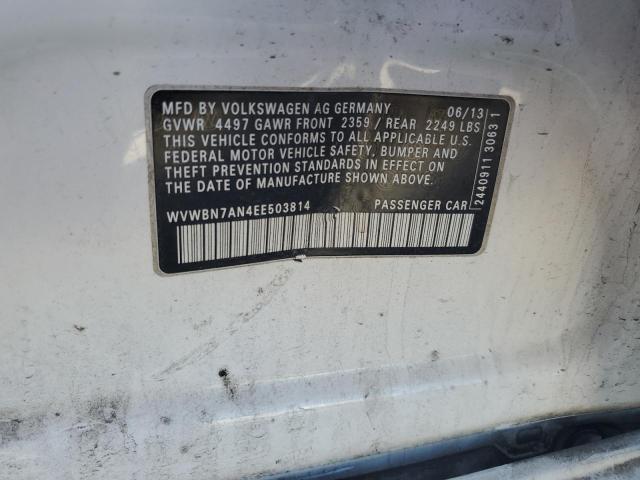 MFD BY VOLKSWAGEN AG GERMANY 06/13
GVWR 4497 GAWR FRONT 2359 / REAR 2249 LBS
THIS VEHICLE CONFORMS TO ALL APPLICABLE U.S.
FEDERAL MOTOR VEHICLE SAFETY, BUMPER AND
THEFT PREVENTION STANDARDS IN EFFECT ON
THE DATE OF MANUFACTURE SHOWN ABOVE.
WVWBN7AN4EE503814 PASSENGER CAR
2440911 30631